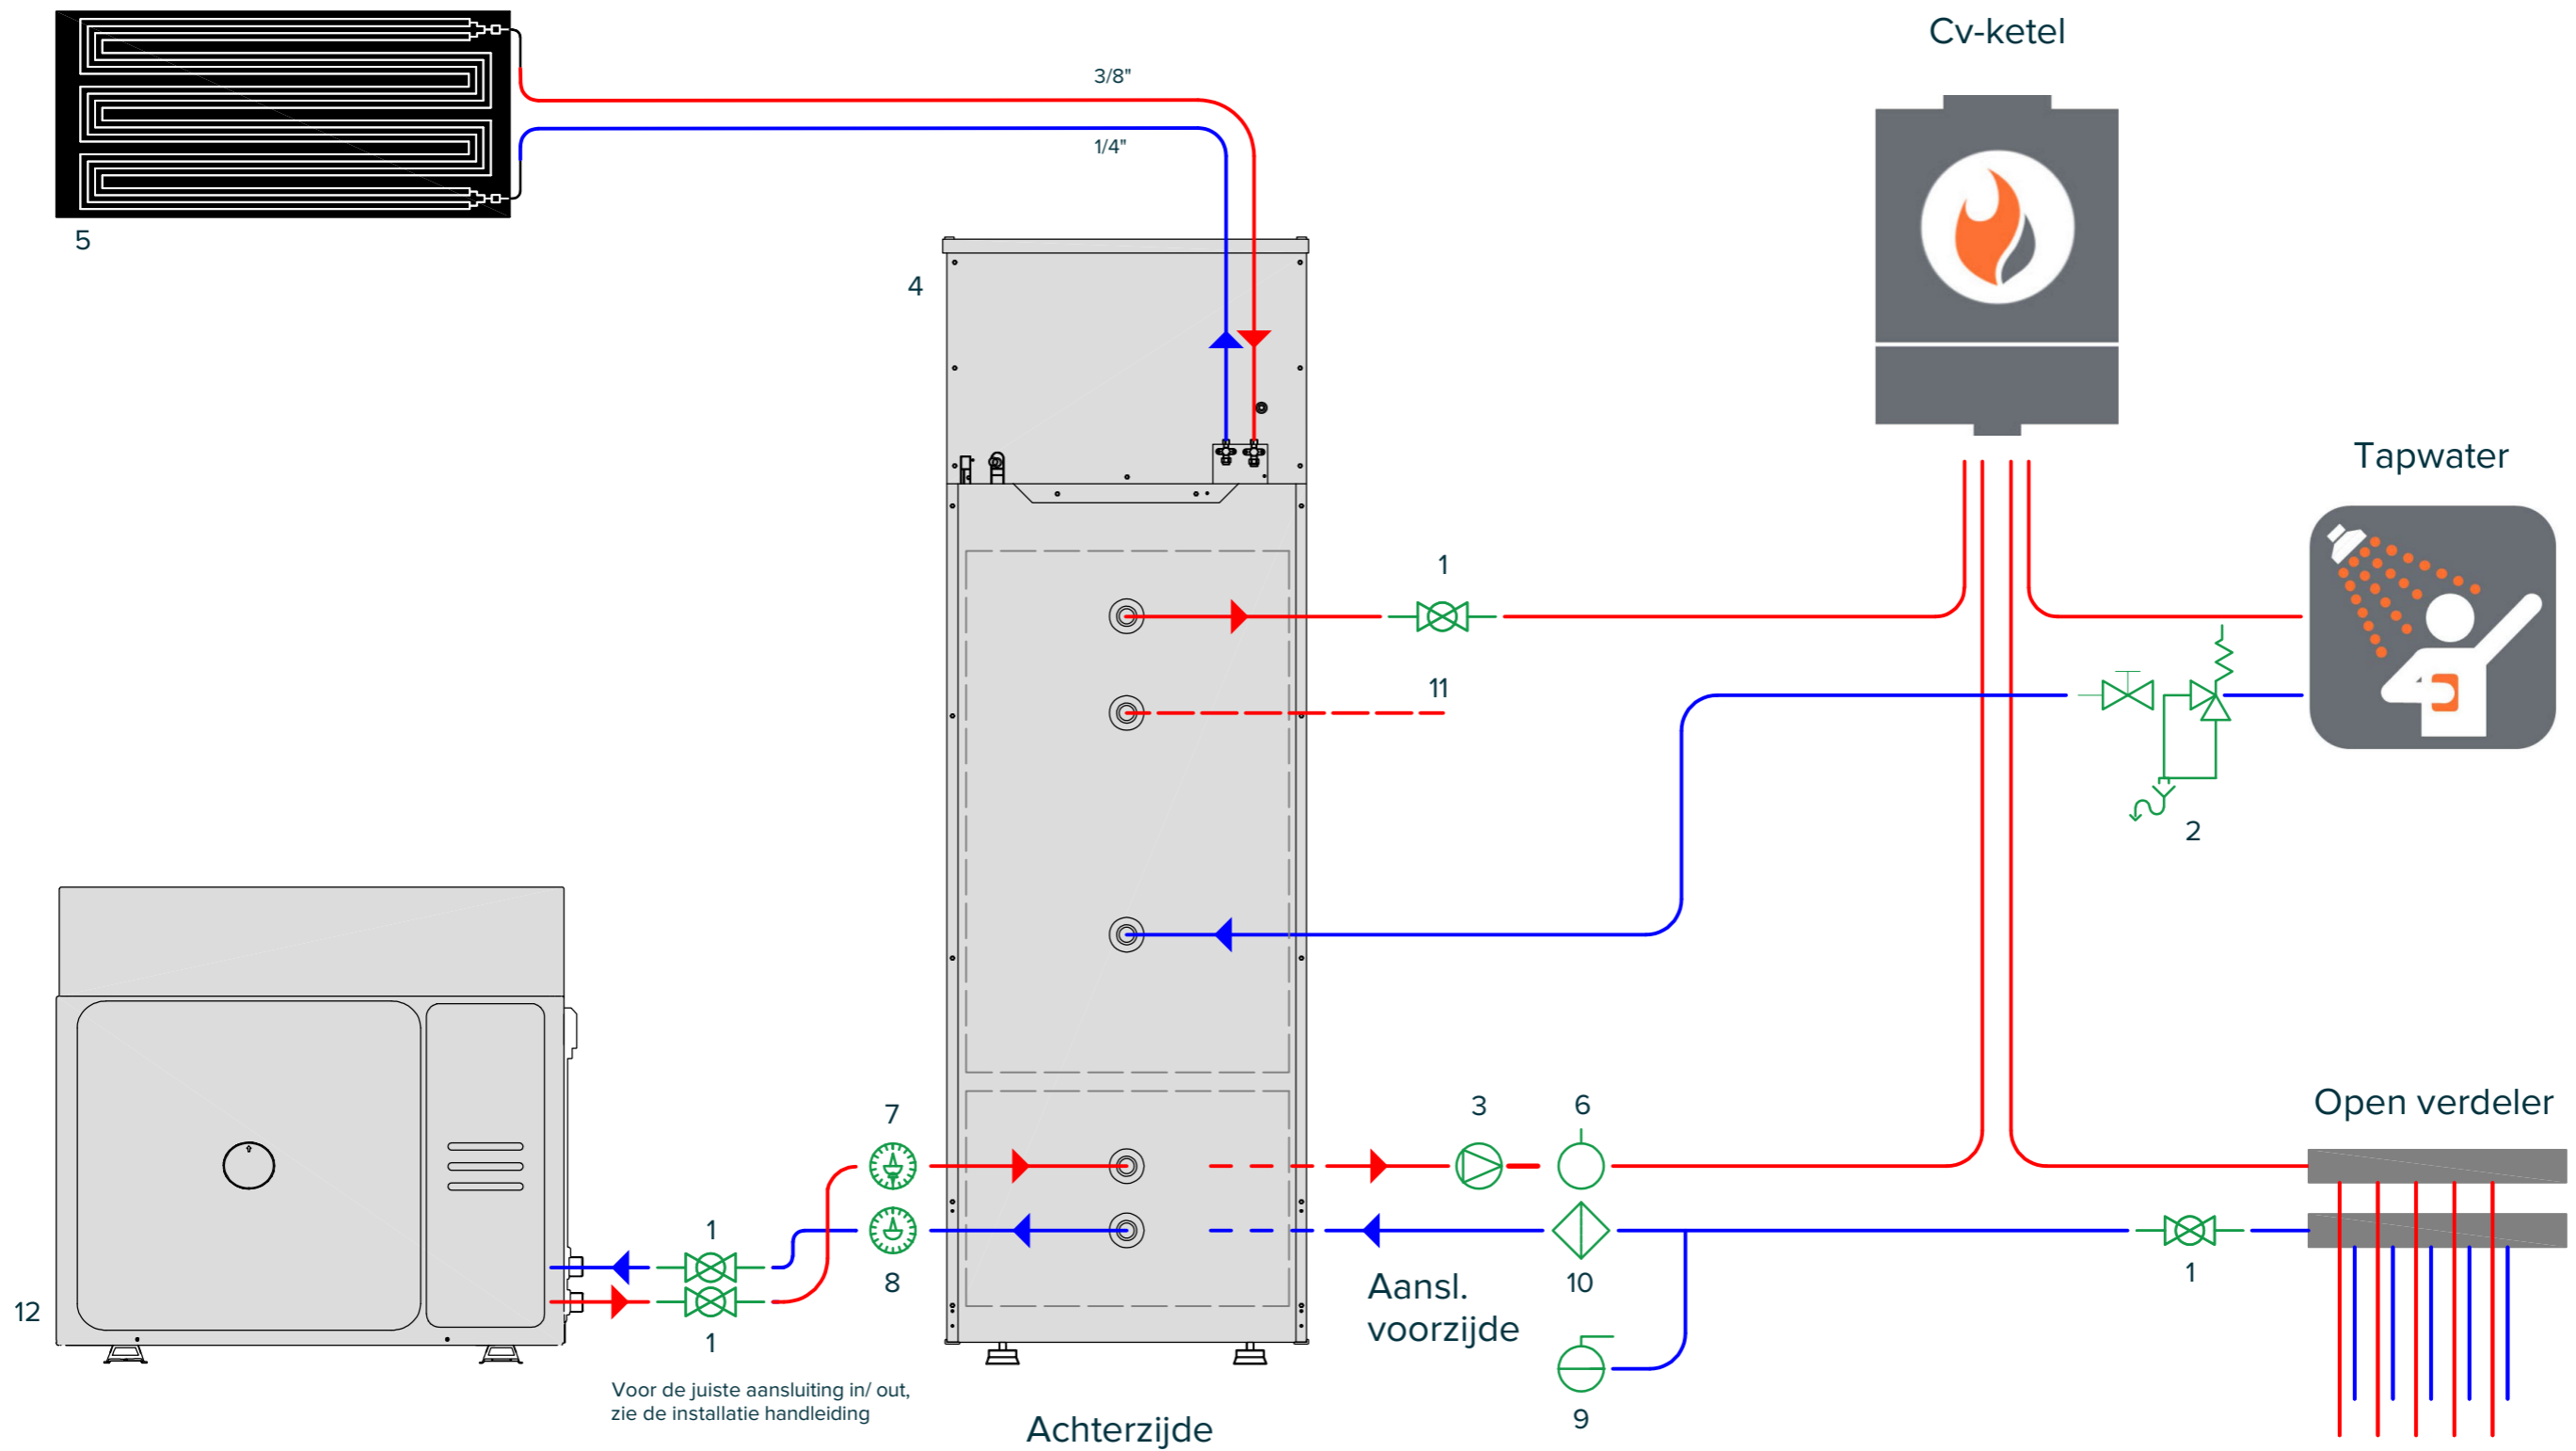 Cv-ketel
3/8"
1/4"
5
4
Tapwater
1
11
2
7
3
6
Open verdeler
1
8
12
1
Aansl.
voorzijde
10
1
9
Voor de juiste aansluiting in/ out,
zie de installatie handleiding
Achterzijde